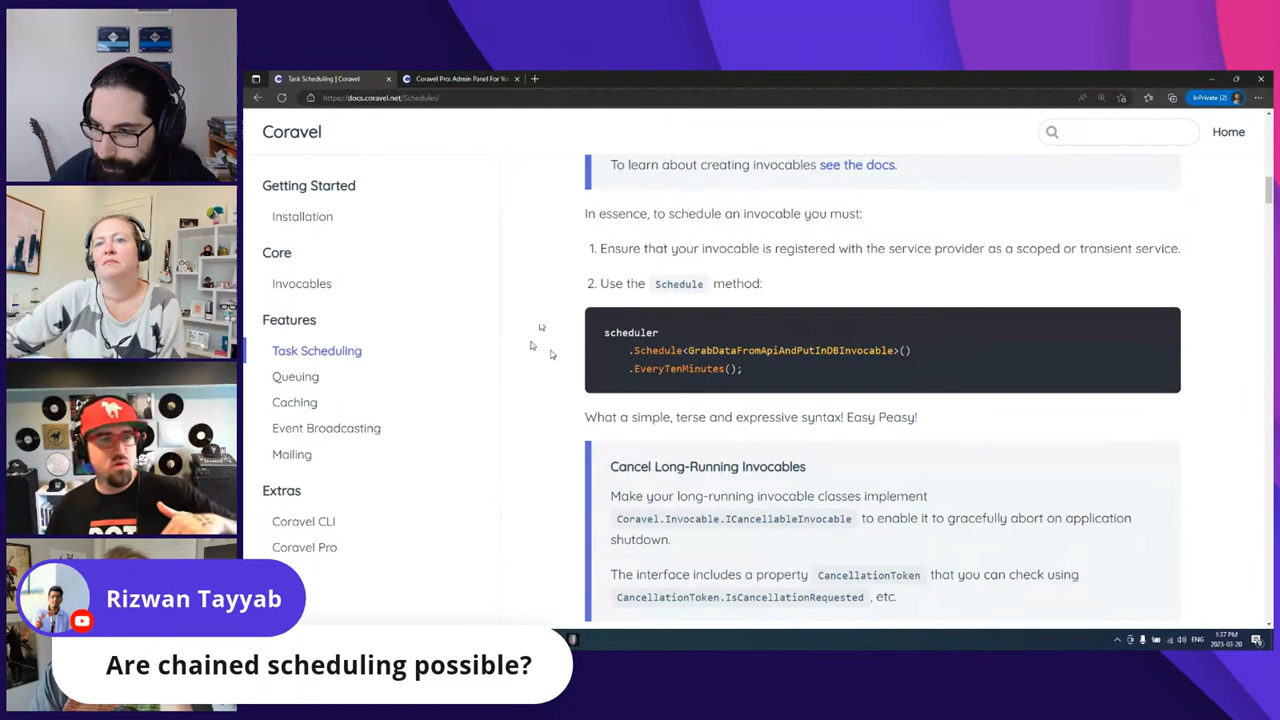 Task Scheduling | Coravel
Coravel Pro: Admin Panel For Yo
https://docs.coravel.net/Scheduler/
InPrivate (2)
Coravel
Home
Getting Started
Installation
Core
Invocables
Features
Task Scheduling
Queuing
Caching
Event Broadcasting
Mailing
Extras
Coravel CLI
Coravel Pro
To learn about creating invocables see the docs.
In essence, to schedule an invocable you must:
1. Ensure that your invocable is registered with the service provider as a scoped or transient service.
2. Use the Schedule method:
scheduler
.Schedule<GrabDataFromApiAndPutInDBInvocable>()
.EveryTenMinutes();
What a simple, terse and expressive syntax! Easy Peasy!
Cancel Long-Running Invocables
Make your long-running invocable classes implement
Coravel.Invocable.ICancellableInvocable to enable it to gracefully abort on application
shutdown.
The interface includes a property CancellationToken that you can check using
CancellationToken.IsCancellationRequested , etc.
ENG
1:37 PM
2023-03-20
Rizwan Tayyab
Are chained scheduling possible?